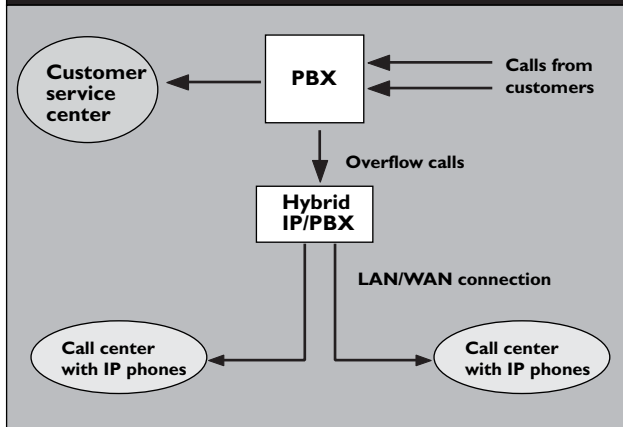 Customer
service
center
PBX
Calls from
customers
Overflow calls
Hybrid
IP/PBX
LAN/WAN connection
Call center
with IP phones
Call center
with IP phones